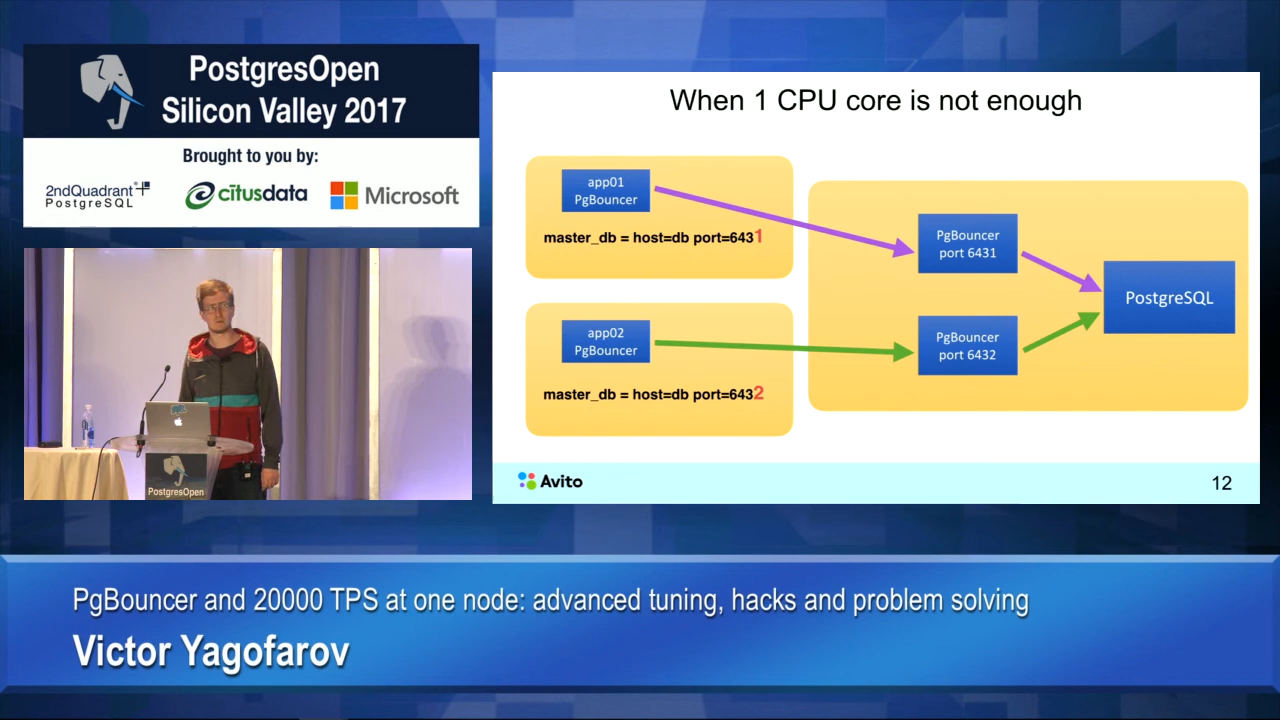 PostgresOpen
Silicon Valley 2017
Brought to you by:
2ndQuadrant
PostgreSQL
citusdata
Microsoft
PostgresOpen
When 1 CPU core is not enough
app01
PgBouncer
master_db = host=db port=6431
app02
PgBouncer
master_db = host=db port=6432
PgBouncer
port 6431
PgBouncer
port 6432
PostgreSQL
Avito
12
PgBouncer and 20000 TPS at one node: advanced tuning, hacks and problem solving
Victor Yagofarov